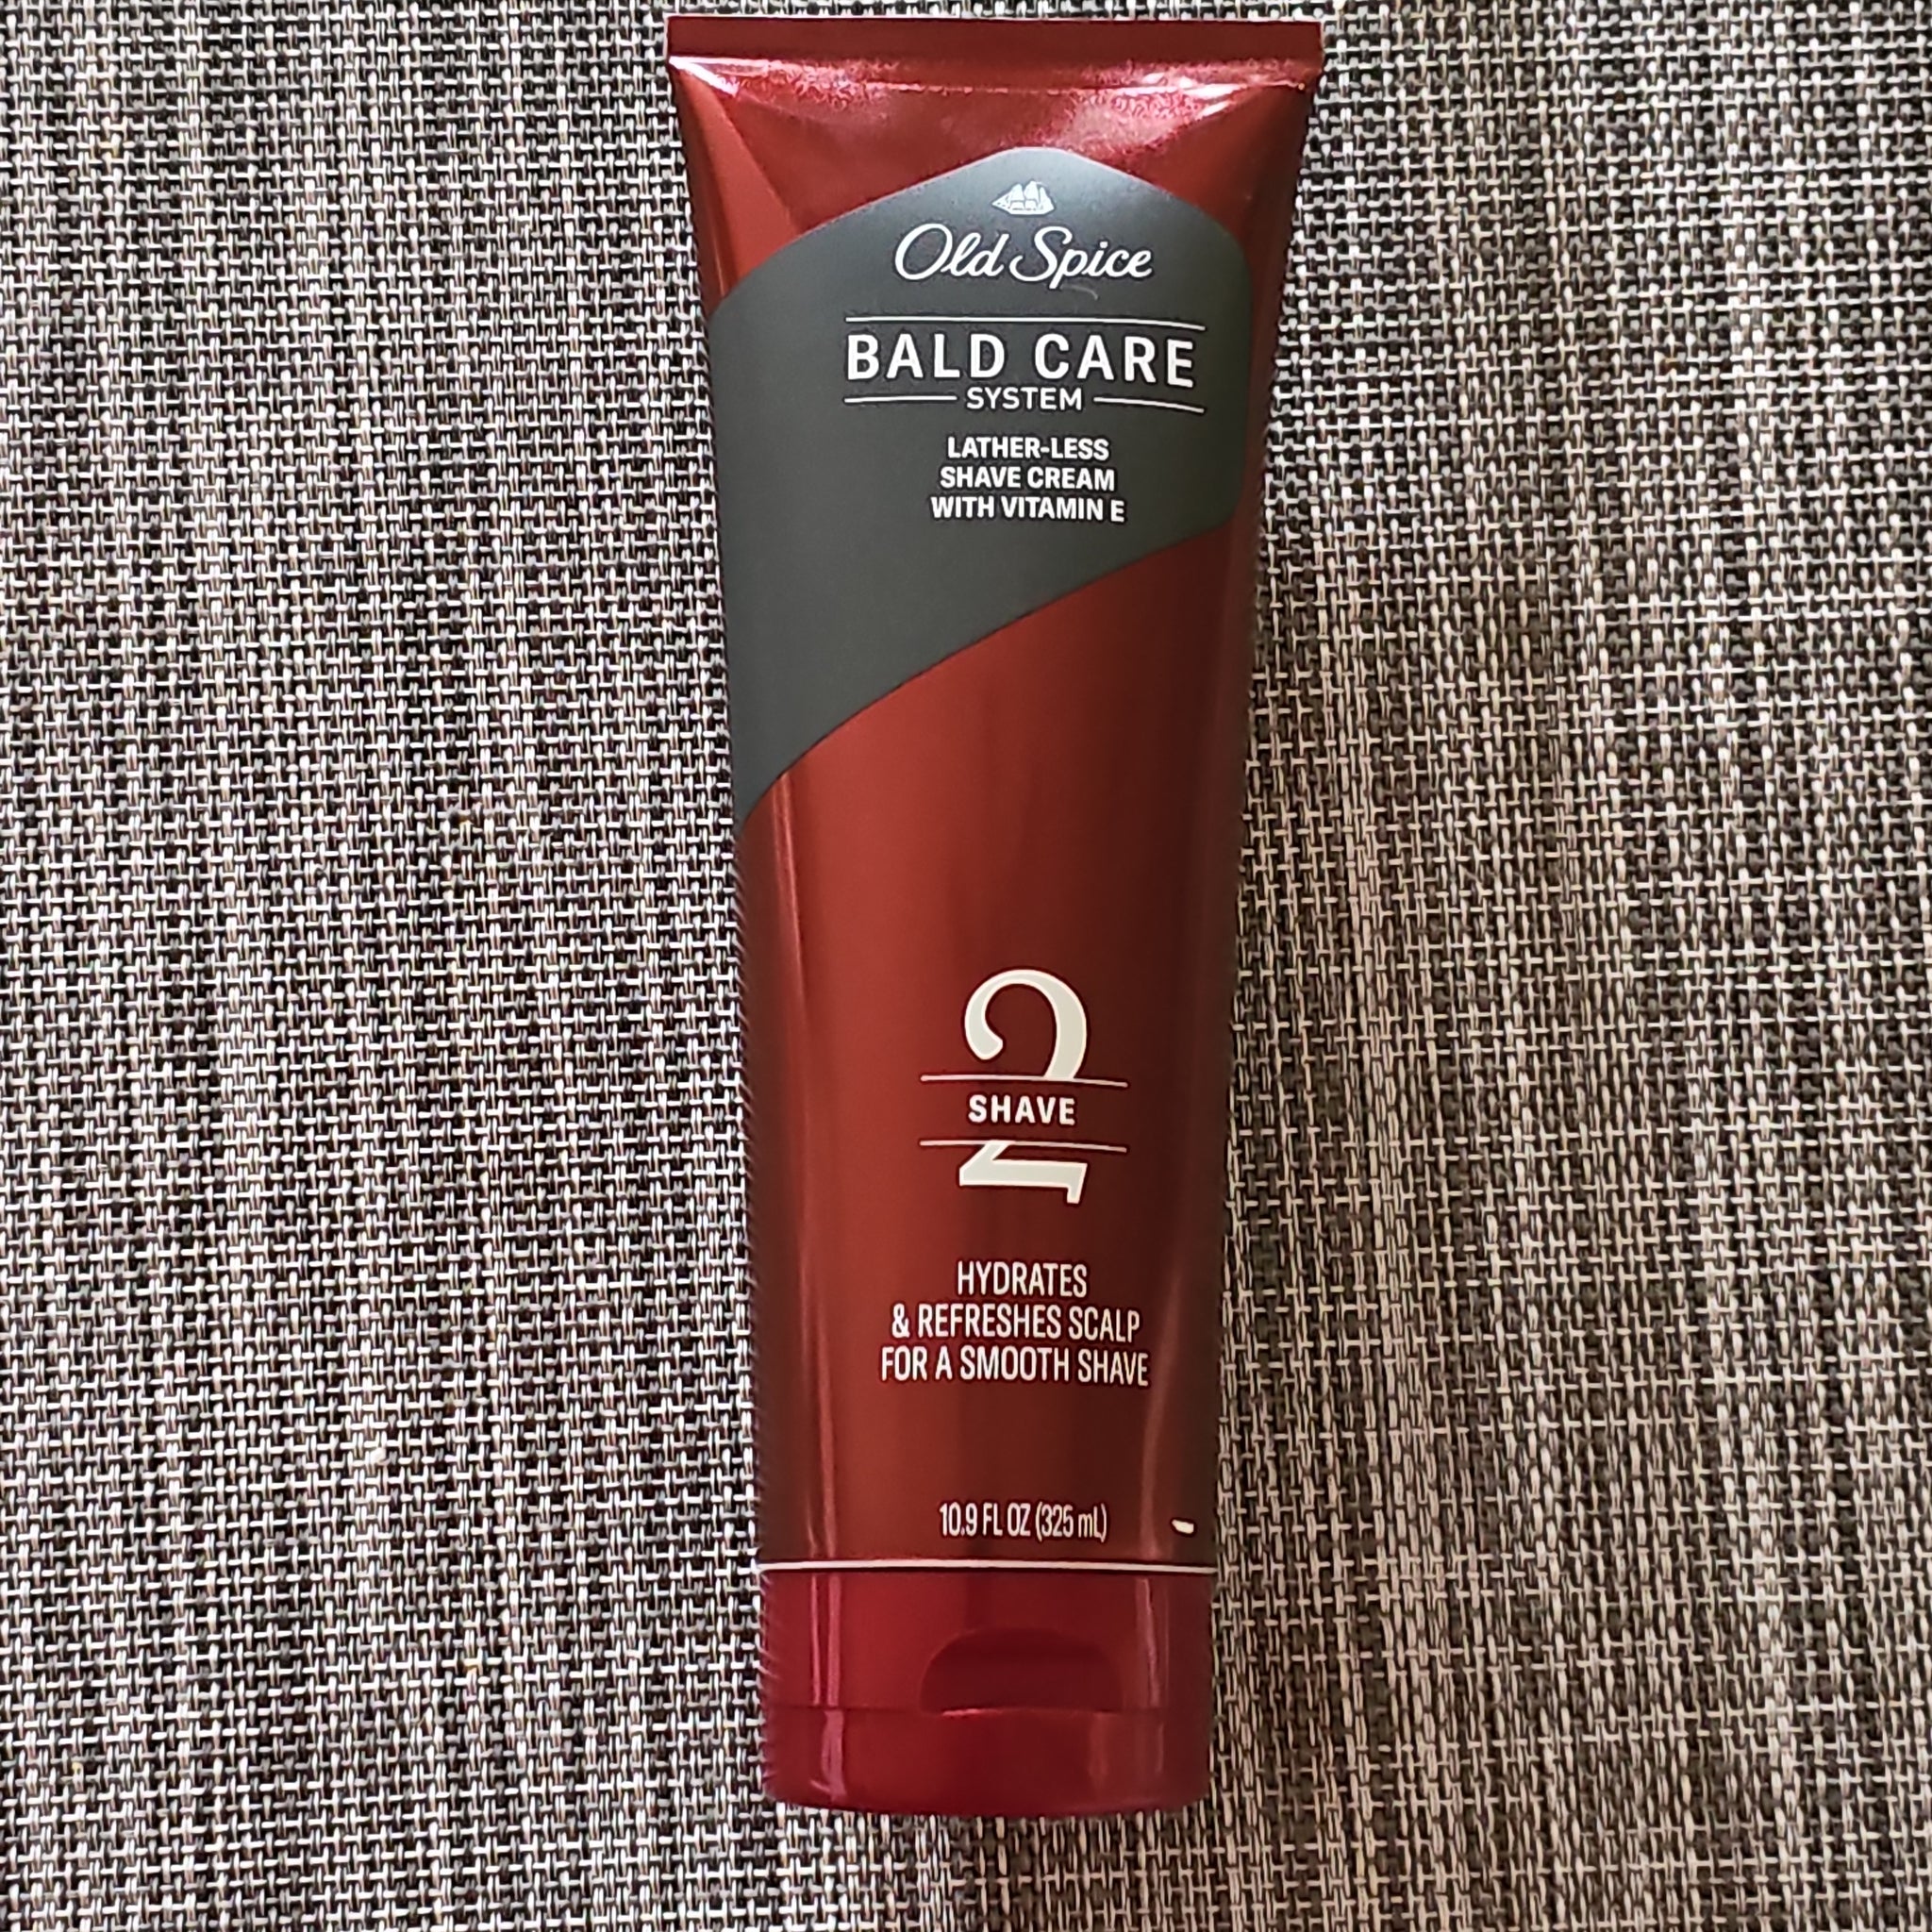 Old Spice
BALD CARE
SYSTEM
LATHER-LESS
SHAVE CREAM
WITH VITAMIN E
2
SHAVE
HYDRATES
& REFRESHES SCALP
FOR A SMOOTH SHAVE
10.9 FL OZ (325 mL)